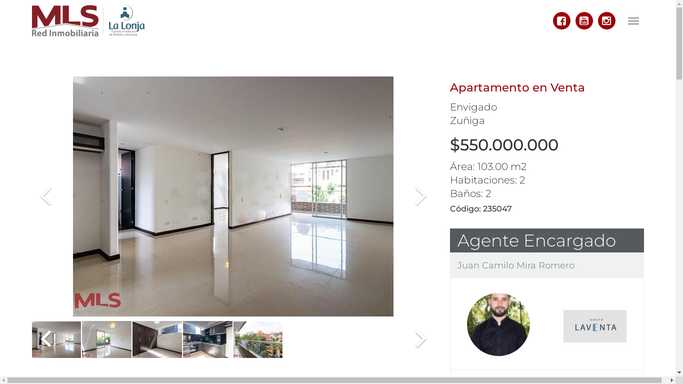 MLS
Red Inmobiliaria
La Lonja
Apartamento en Venta
Envigado
Zuñiga
$550.000.000
Área: 103.00 m2
Habitaciones: 2
Baños: 2
Código: 235047
MLS
Agente Encargado
Juan Camilo Mira Romero
LAVENTA